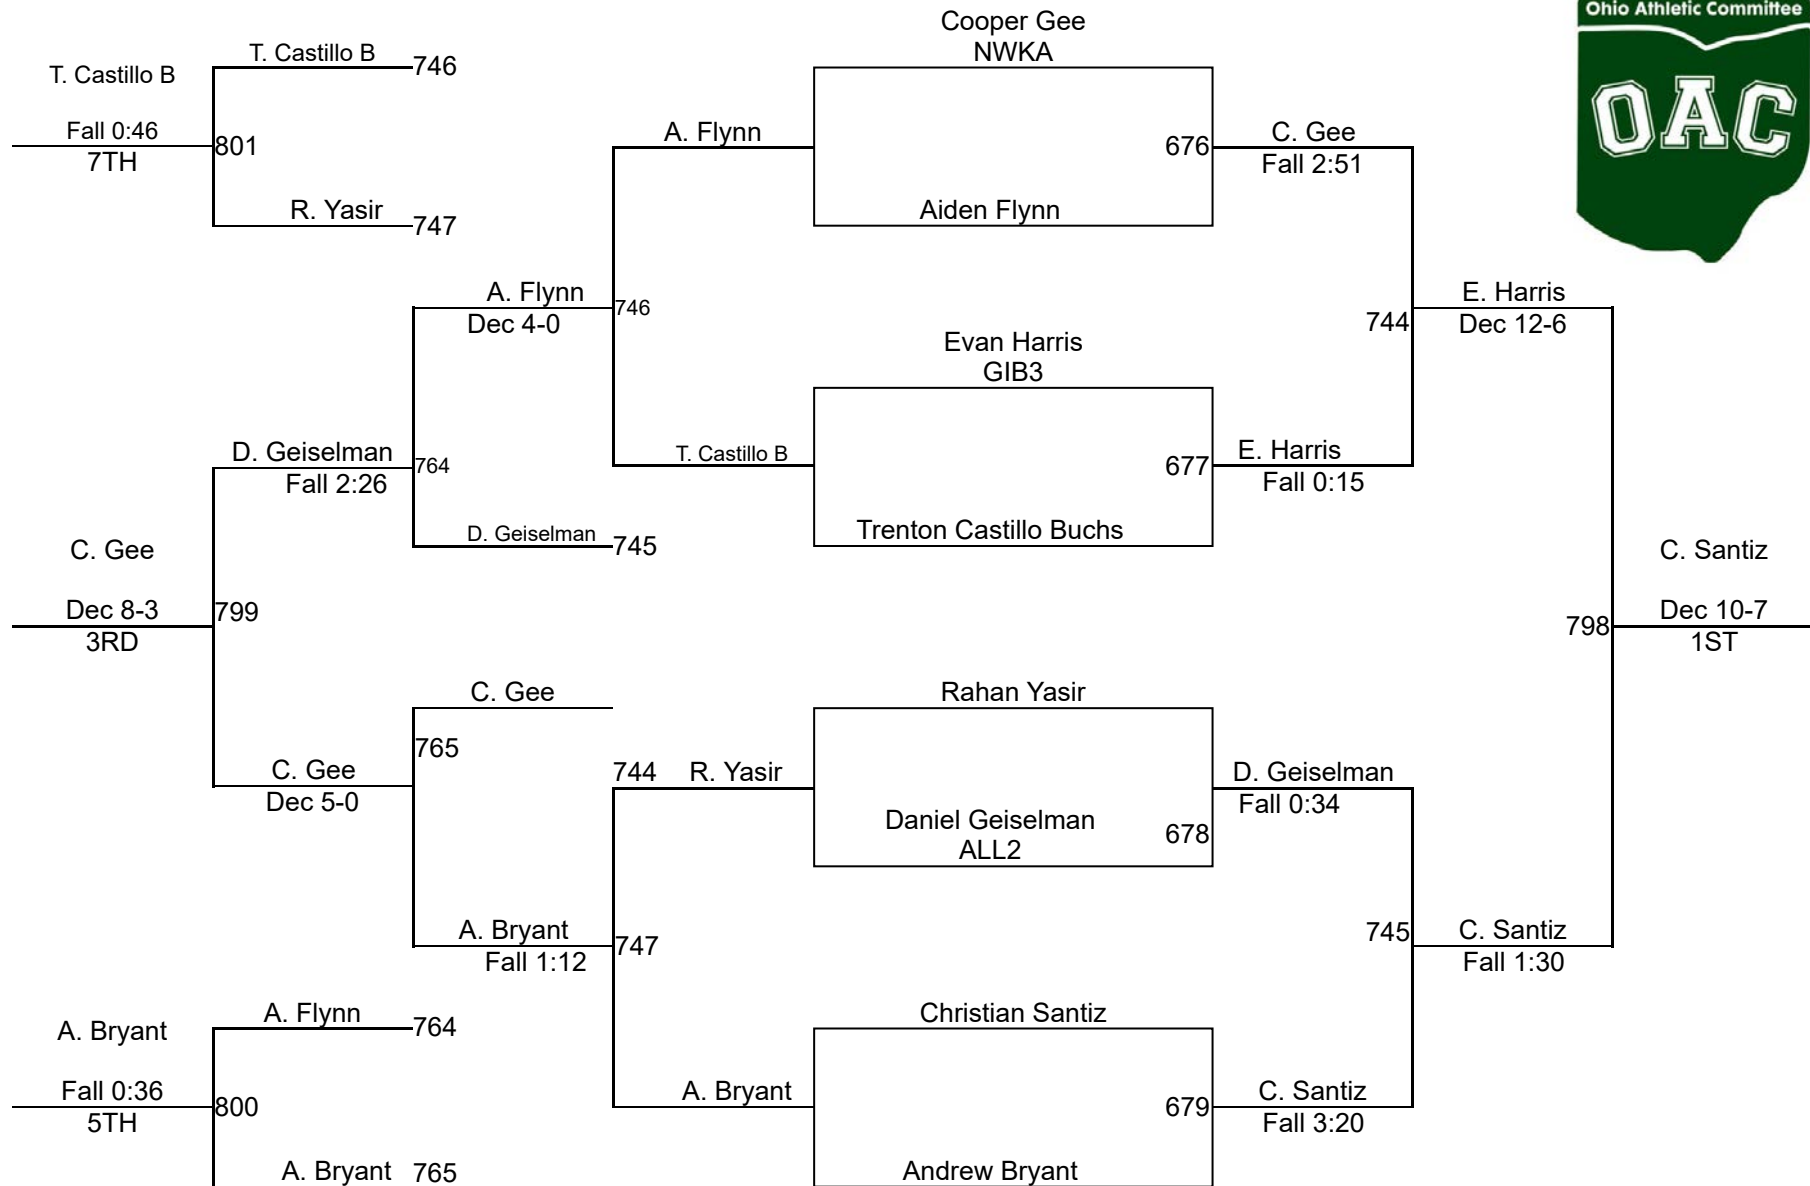 Ohio Athletic Committee
OAC
Cooper Gee
NWKA
T. Castillo B
746
T. Castillo B
Fall 0:46
801
7TH
R. Yasir
747
A. Flynn
676
C. Gee
Fall 2:51
Aiden Flynn
A. Flynn
Dec 4-0
746
744
E. Harris
Dec 12-6
Evan Harris
GIB3
D. Geiselman
Fall 2:26
764
T. Castillo B
677
E. Harris
Fall 0:15
D. Geiselman
745
Trenton Castillo Buchs
C. Gee
Dec 8-3
799
3RD
C. Santiz
798
Dec 10-7
1ST
C. Gee
Rahan Yasir
765
C. Gee
Dec 5-0
744
R. Yasir
D. Geiselman
Fall 0:34
Daniel Geiselman
ALL2
678
A. Bryant
Fall 1:12
747
745
C. Santiz
Fall 1:30
A. Flynn
764
Christian Santiz
A. Bryant
Fall 0:36
800
5TH
A. Bryant
679
C. Santiz
Fall 3:20
A. Bryant
765
Andrew Bryant